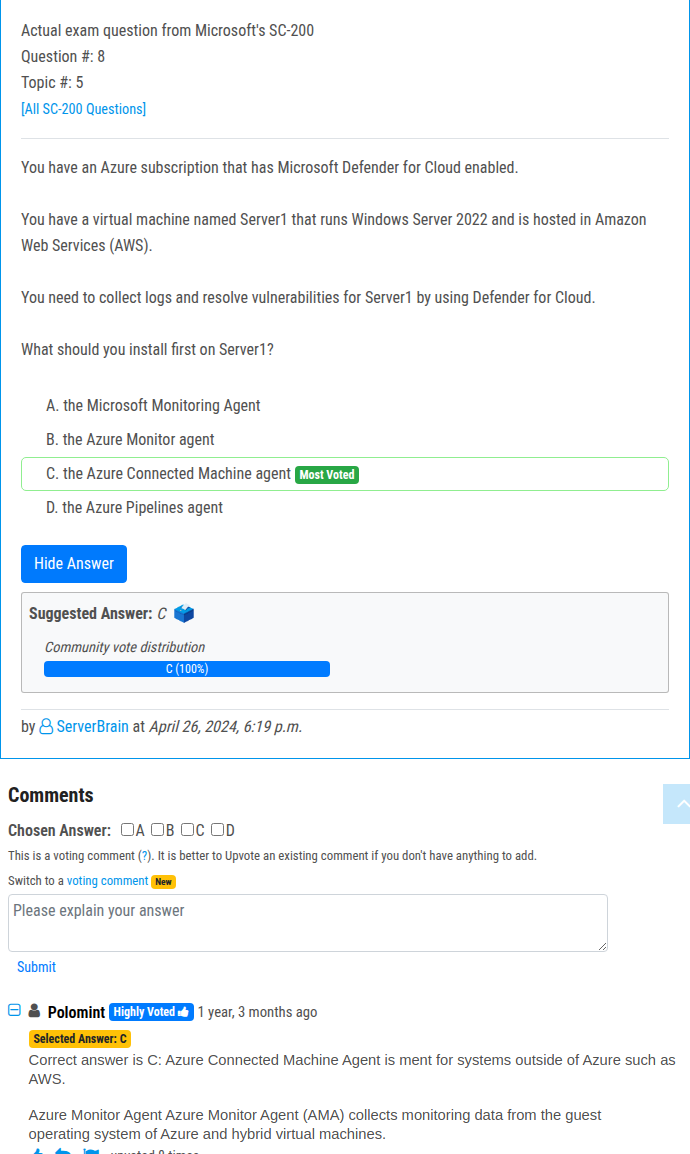 Actual exam question from Microsoft's SC-200
Question #: 8
Topic #: 5
[All SC-200 Questions]
You have an Azure subscription that has Microsoft Defender for Cloud enabled.
You have a virtual machine named Server1 that runs Windows Server 2022 and is hosted in Amazon
Web Services (AWS).
You need to collect logs and resolve vulnerabilities for Server1 by using Defender for Cloud.
What should you install first on Server1?
A. the Microsoft Monitoring Agent
B. the Azure Monitor agent
C. the Azure Connected Machine agent Most Voted
D. the Azure Pipelines agent
Hide Answer
Suggested Answer: C
Community vote distribution
C (100%)
by ServerBrain at April 26, 2024, 6:19 p.m.
Comments
Chosen Answer: A B C D
This is a voting comment (?). It is better to Upvote an existing comment if you don't have anything to add.
Switch to a voting comment New
Please explain your answer
Submit
Polomint Highly Voted 1 year, 3 months ago
Selected Answer: C
Correct answer is C: Azure Connected Machine Agent is ment for systems outside of Azure such as
AWS.
Azure Monitor Agent Azure Monitor Agent (AMA) collects monitoring data from the guest
operating system of Azure and hybrid virtual machines.